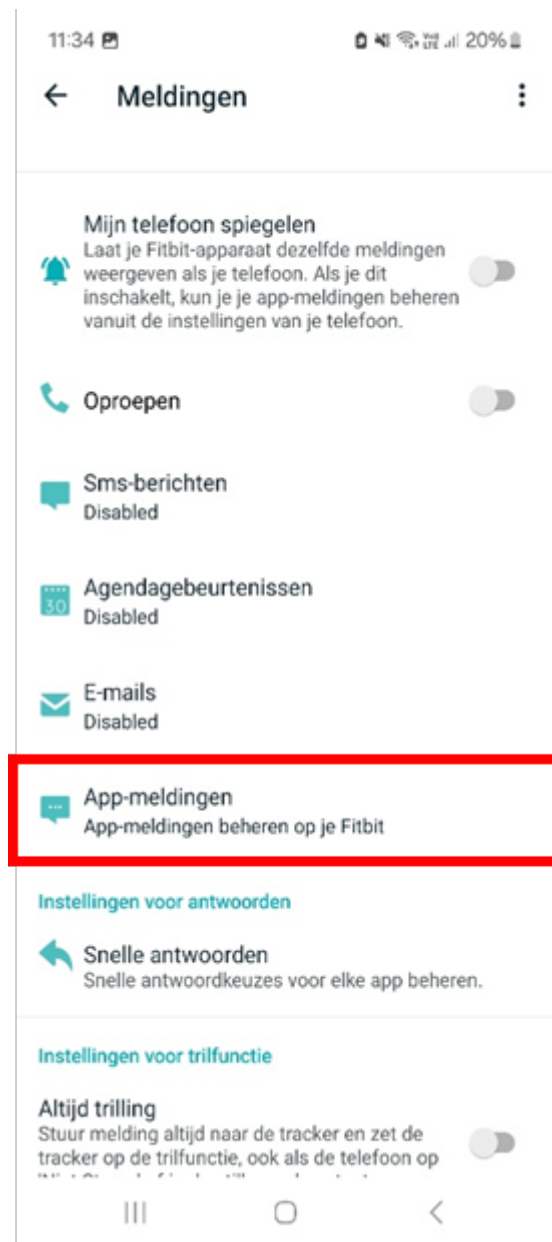 11:34
20%
Meldingen
Mijn telefoon spiegelen
Laat je Fitbit-apparaat dezelfde meldingen
weergeven als je telefoon. Als je dit
inschakelt, kun je je app-meldingen beheren
vanuit de instellingen van je telefoon.
Oproepen
Sms-berichten
Disabled
30
Agendagebeurtenissen
Disabled
E-mails
Disabled
App-meldingen
App-meldingen beheren op je Fitbit
Instellingen voor antwoorden
Snelle antwoorden
Snelle antwoordkeuzes voor elke app beheren.
Instellingen voor trilfunctie
Altijd trilling
Stuur melding altijd naar de tracker en zet de
tracker op de trilfunctie, ook als de telefoon op